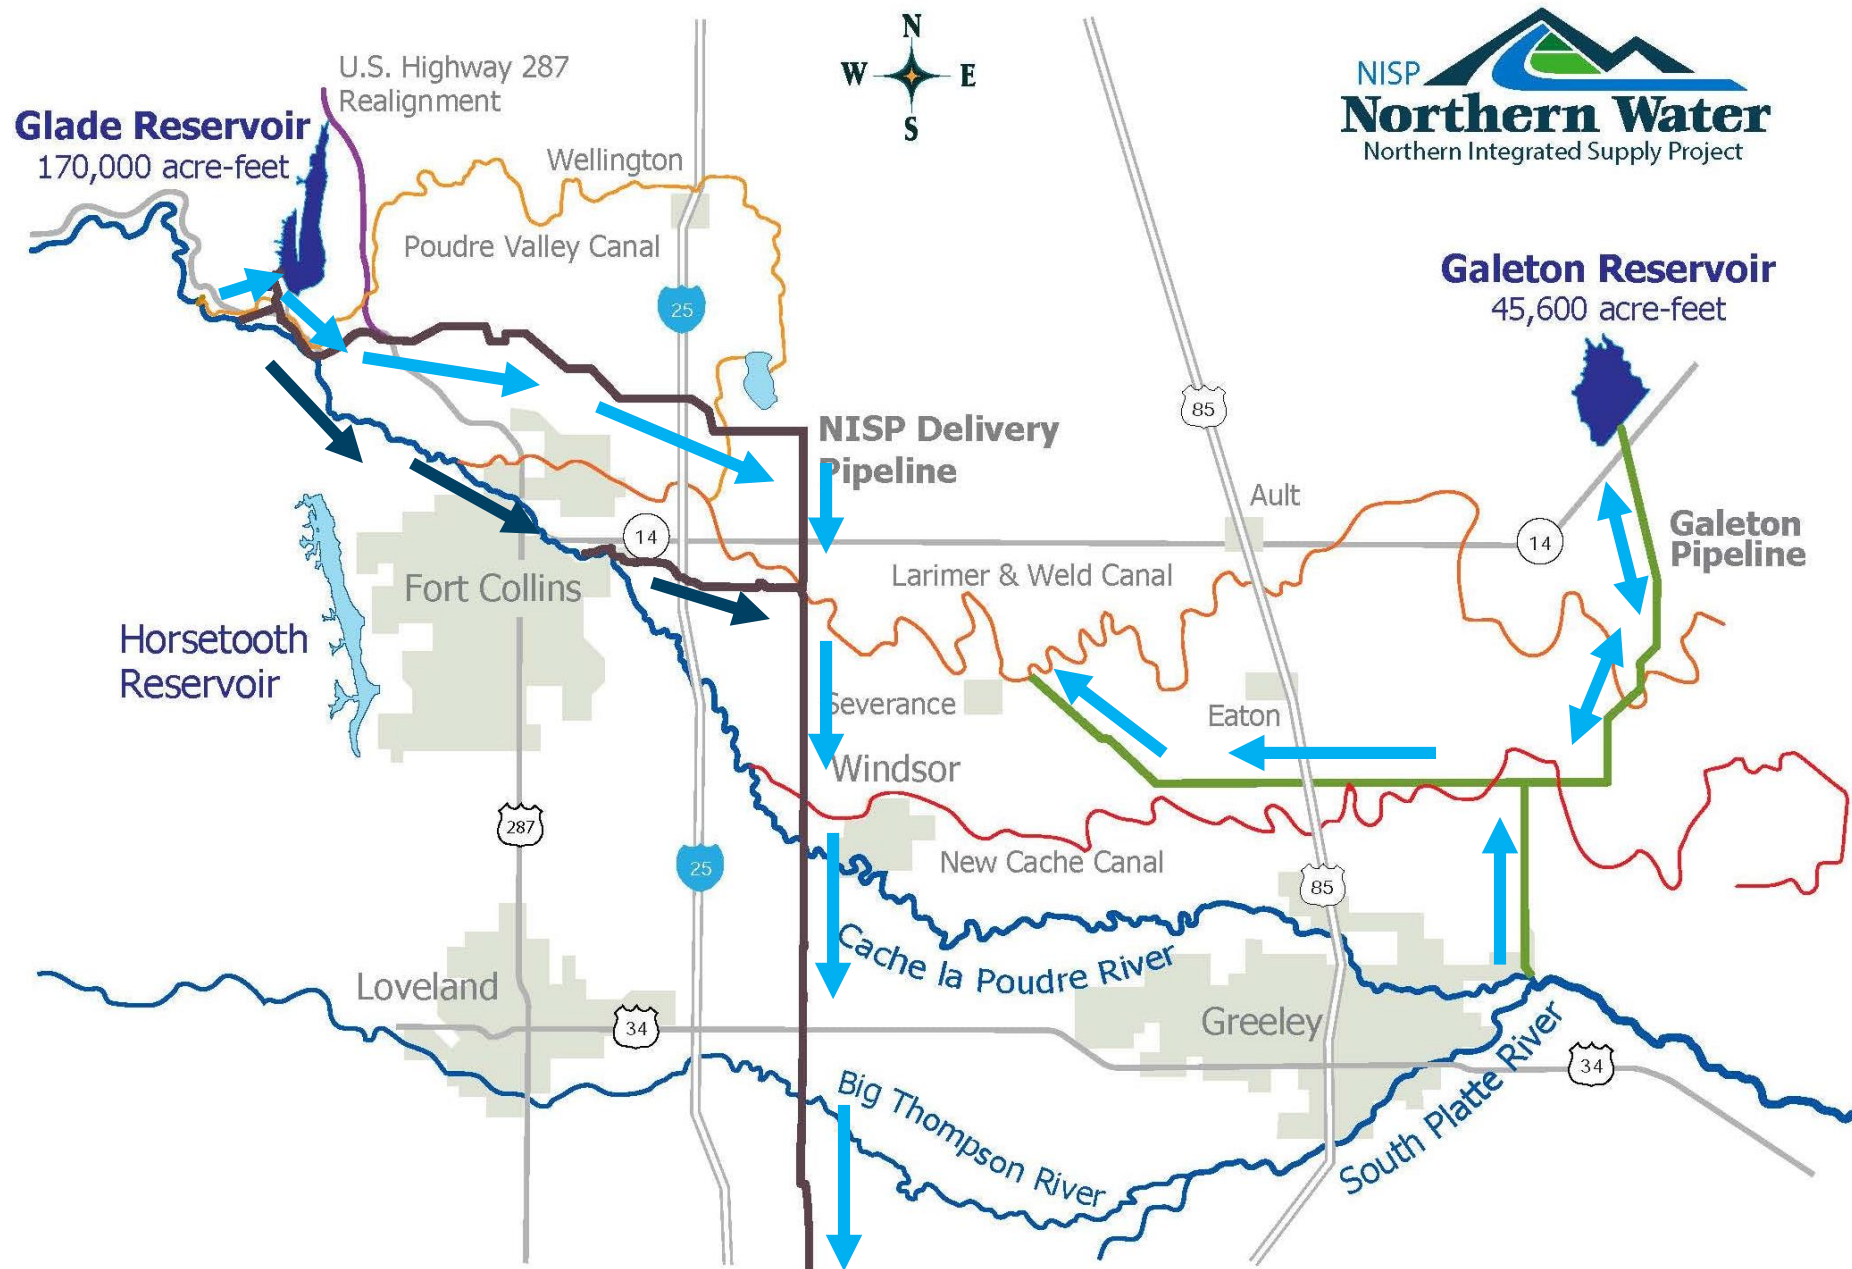 N
W E
S
U.S. Highway 287
Realignment
NISP
Northern Water
Northern Integrated Supply Project
Glade Reservoir
170,000 acre-feet
Wellington
Poudre Valley Canal
25
Galeton Reservoir
45,600 acre-feet
85
NISP Delivery
Pipeline
Ault
14
14
Galeton
Pipeline
Larimer & Weld Canal
Fort Collins
Horsetooth
Reservoir
Severance
Eaton
Windsor
287
25
New Cache Canal
85
Cache la Poudre River
Loveland
34
Greeley
34
Big Thompson River
South Platte River